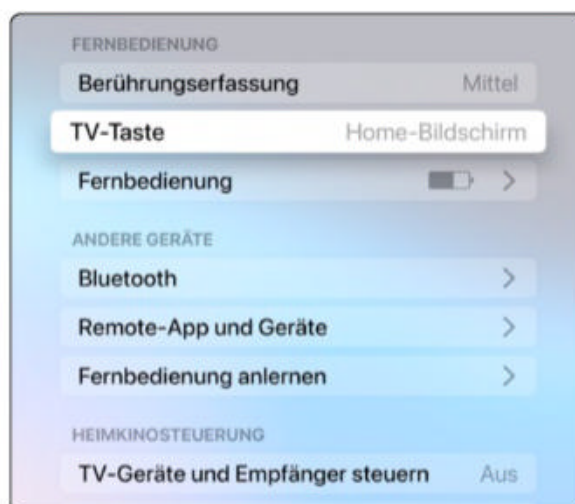 FERNBEDIENUNG
Berührungserfassung Mittel
TV-Taste Home-Bildschirm
Fernbedienung
ANDERE GERÄTE
Bluetooth
Remote-App und Geräte
Fernbedienung anlernen
HEIMKINOSTEUERUNG
TV-Geräte und Empfänger steuern Aus